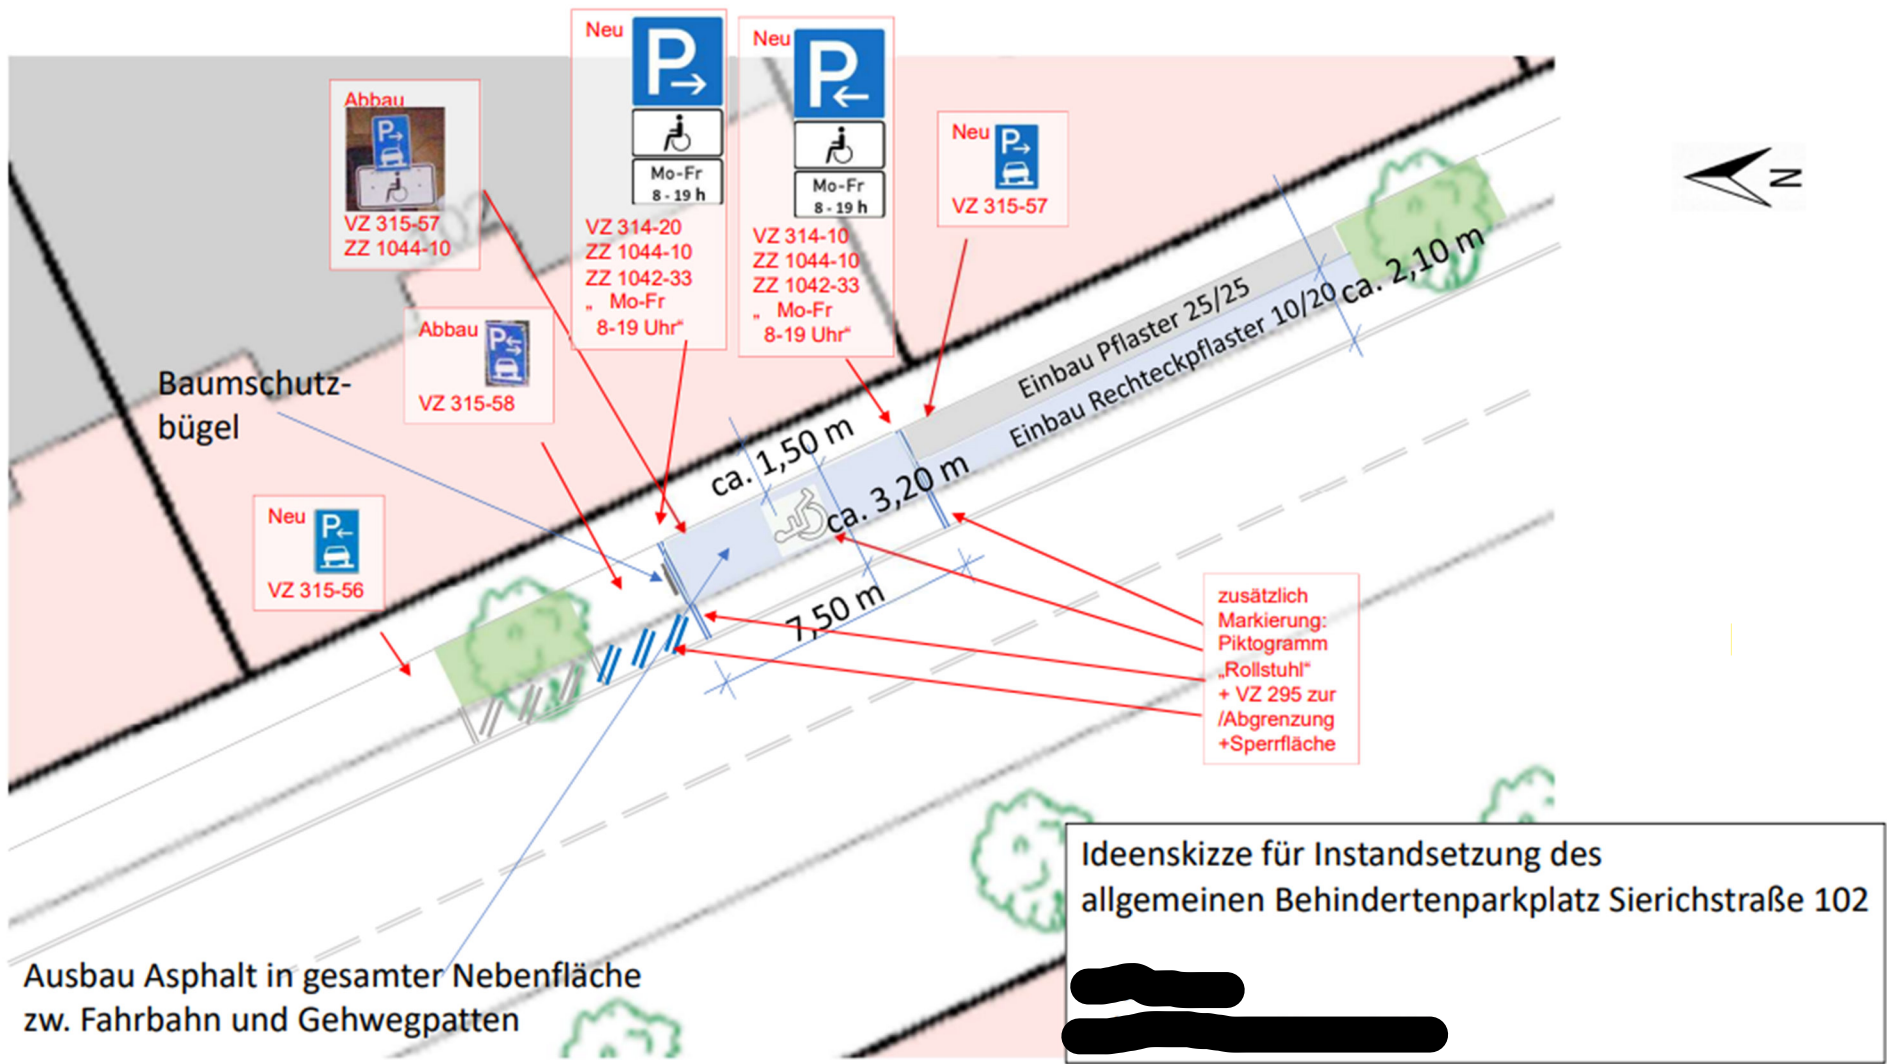 Neu
P
Mo-Fr
8 - 19 h
VZ 314-20
ZZ 1044-10
ZZ 1042-33
„ Mo-Fr
8-19 Uhr“
Neu
P
Mo-Fr
8 - 19 h
VZ 314-10
ZZ 1044-10
ZZ 1042-33
„ Mo-Fr
8-19 Uhr“
Abbau
P
VZ 315-57
ZZ 1044-10
102
Neu
P
VZ 315-57
N
Abbau
P
VZ 315-58
Baumschutz-
bügel
Neu
P
VZ 315-56
Einbau Pflaster 25/25
Einbau Rechteckpflaster 10/20
ca. 2,10 m
ca. 1,50 m
ca. 3,20 m
7,50 m
zusätzlich
Markierung:
Piktogramm
„Rollstuhl“
+ VZ 295 zur
/Abgrenzung
+Sperrfläche
Ausbau Asphalt in gesamter Nebenfläche
zw. Fahrbahn und Gehwegpatten
Ideenskizze für Instandsetzung des
allgemeinen Behindertenparkplatz Sierichstraße 102